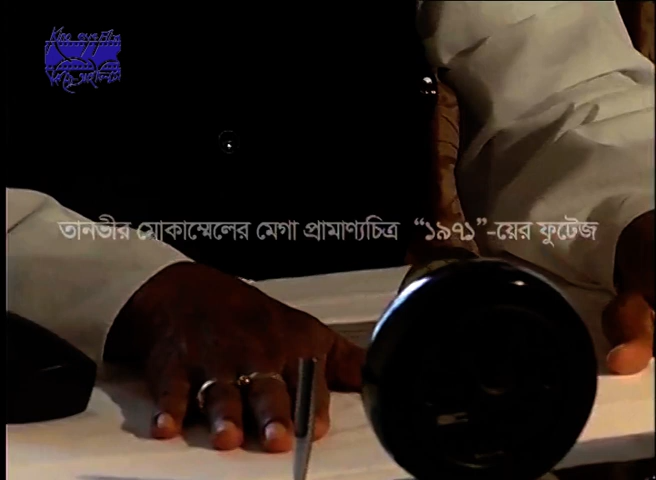 তানভীর মোকাম্মেলের মেগা প্রামাণ্যচিত্র “১৯৭১”-য়ের ফুটেজ